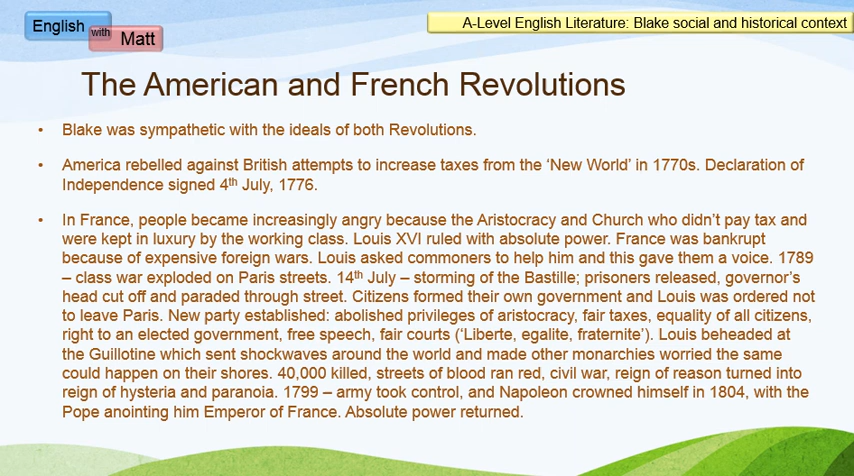 English
with
Matt
A-Level English Literature: Blake social and historical context
The American and French Revolutions
• Blake was sympathetic with the ideals of both Revolutions.
• America rebelled against British attempts to increase taxes from the ‘New World’ in 1770s. Declaration of
Independence signed 4th July, 1776.
• In France, people became increasingly angry because the Aristocracy and Church who didn’t pay tax and
were kept in luxury by the working class. Louis XVI ruled with absolute power. France was bankrupt
because of expensive foreign wars. Louis asked commoners to help him and this gave them a voice. 1789
– class war exploded on Paris streets. 14th July – storming of the Bastille; prisoners released, governor’s
head cut off and paraded through street. Citizens formed their own government and Louis was ordered not
to leave Paris. New party established: abolished privileges of aristocracy, fair taxes, equality of all citizens,
right to an elected government, free speech, fair courts (‘Liberte, egalite, fraternite’). Louis beheaded at
the Guillotine which sent shockwaves around the world and made other monarchies worried the same
could happen on their shores. 40,000 killed, streets of blood ran red, civil war, reign of reason turned into
reign of hysteria and paranoia. 1799 – army took control, and Napoleon crowned himself in 1804, with the
Pope anointing him Emperor of France. Absolute power returned.